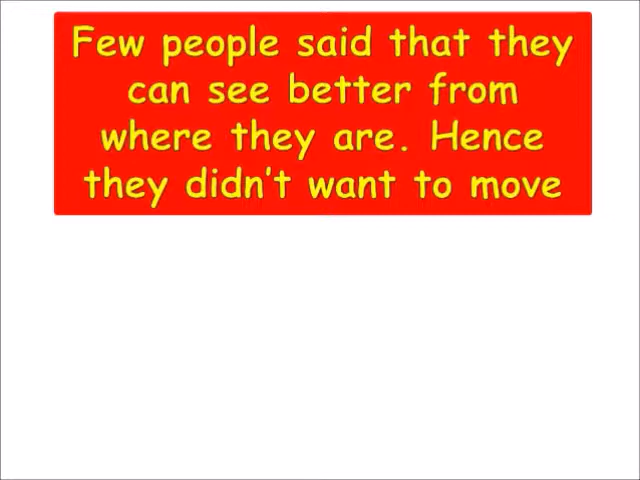 Few people said that they
can see better from
where they are. Hence
they didn't want to move